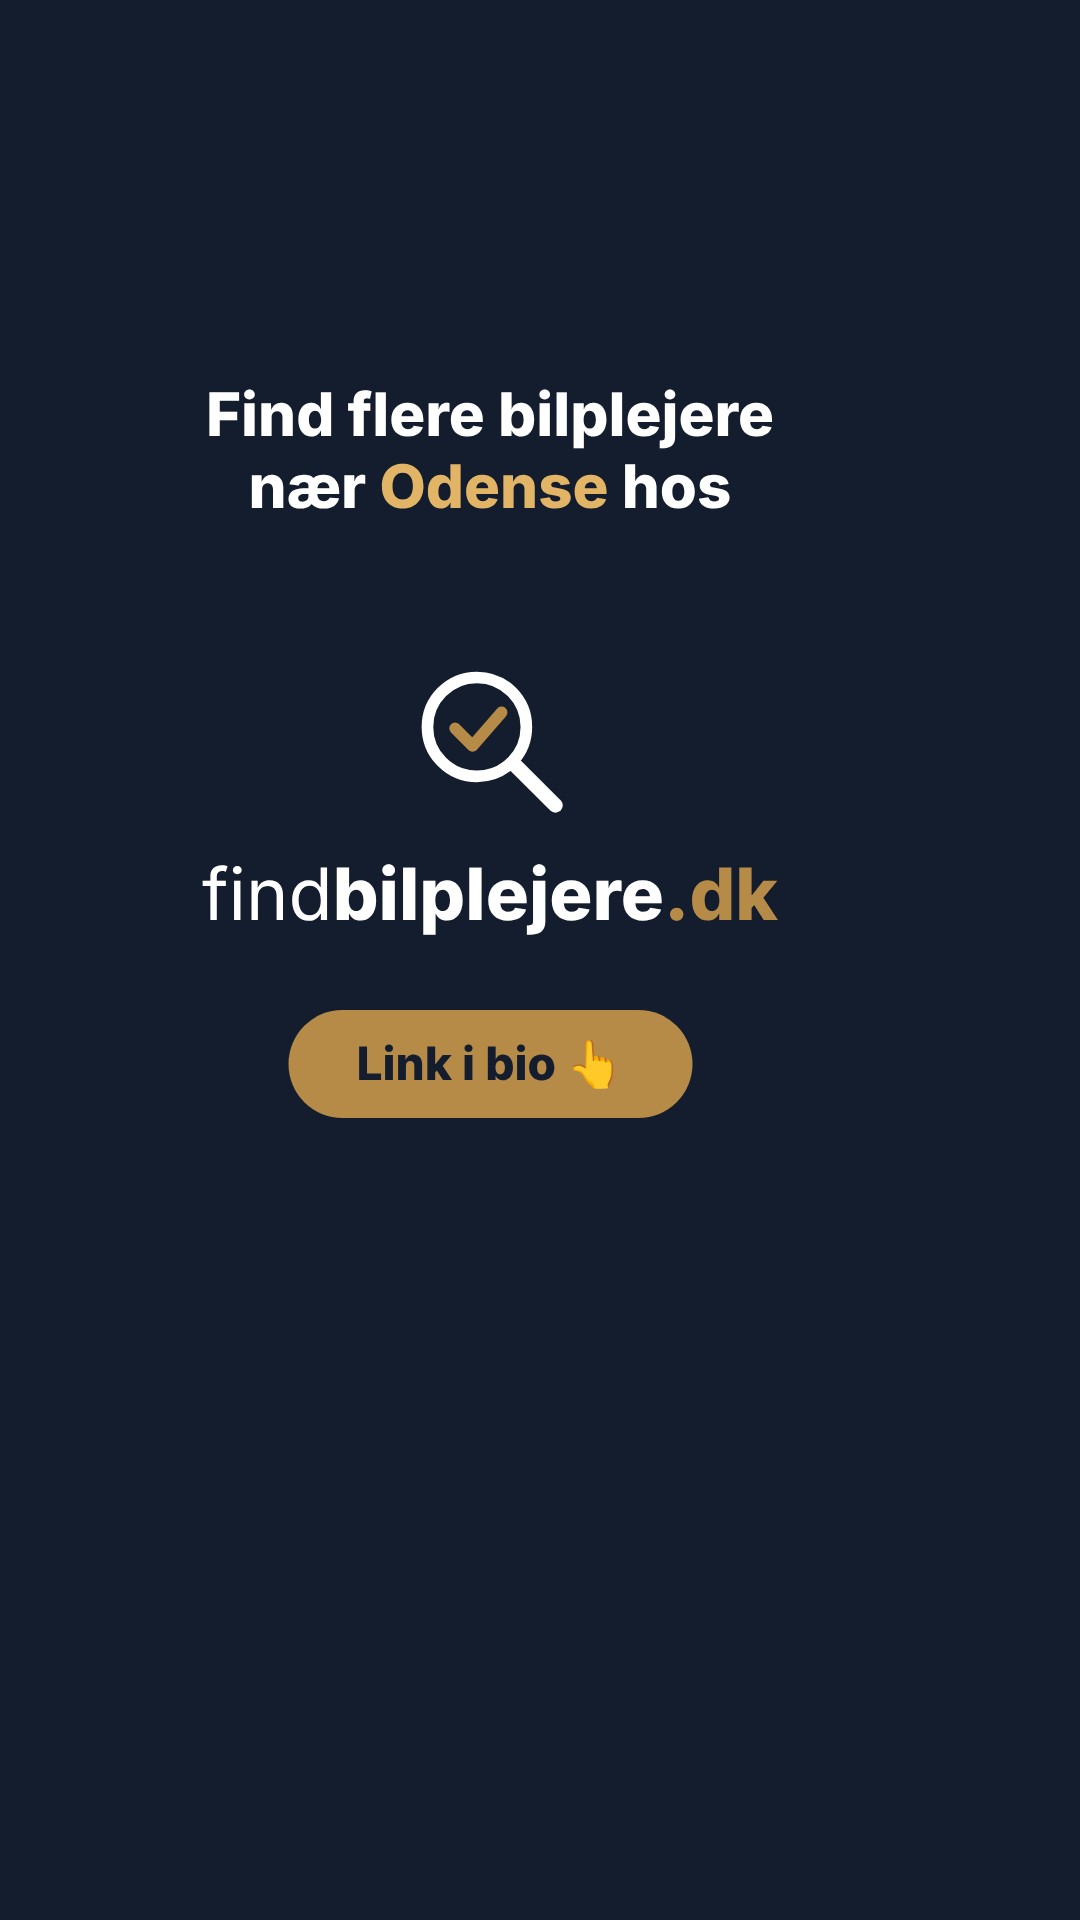 Find flere bilplejere
nær Odense hos
findbilplejere.dk
Link i bio 👆